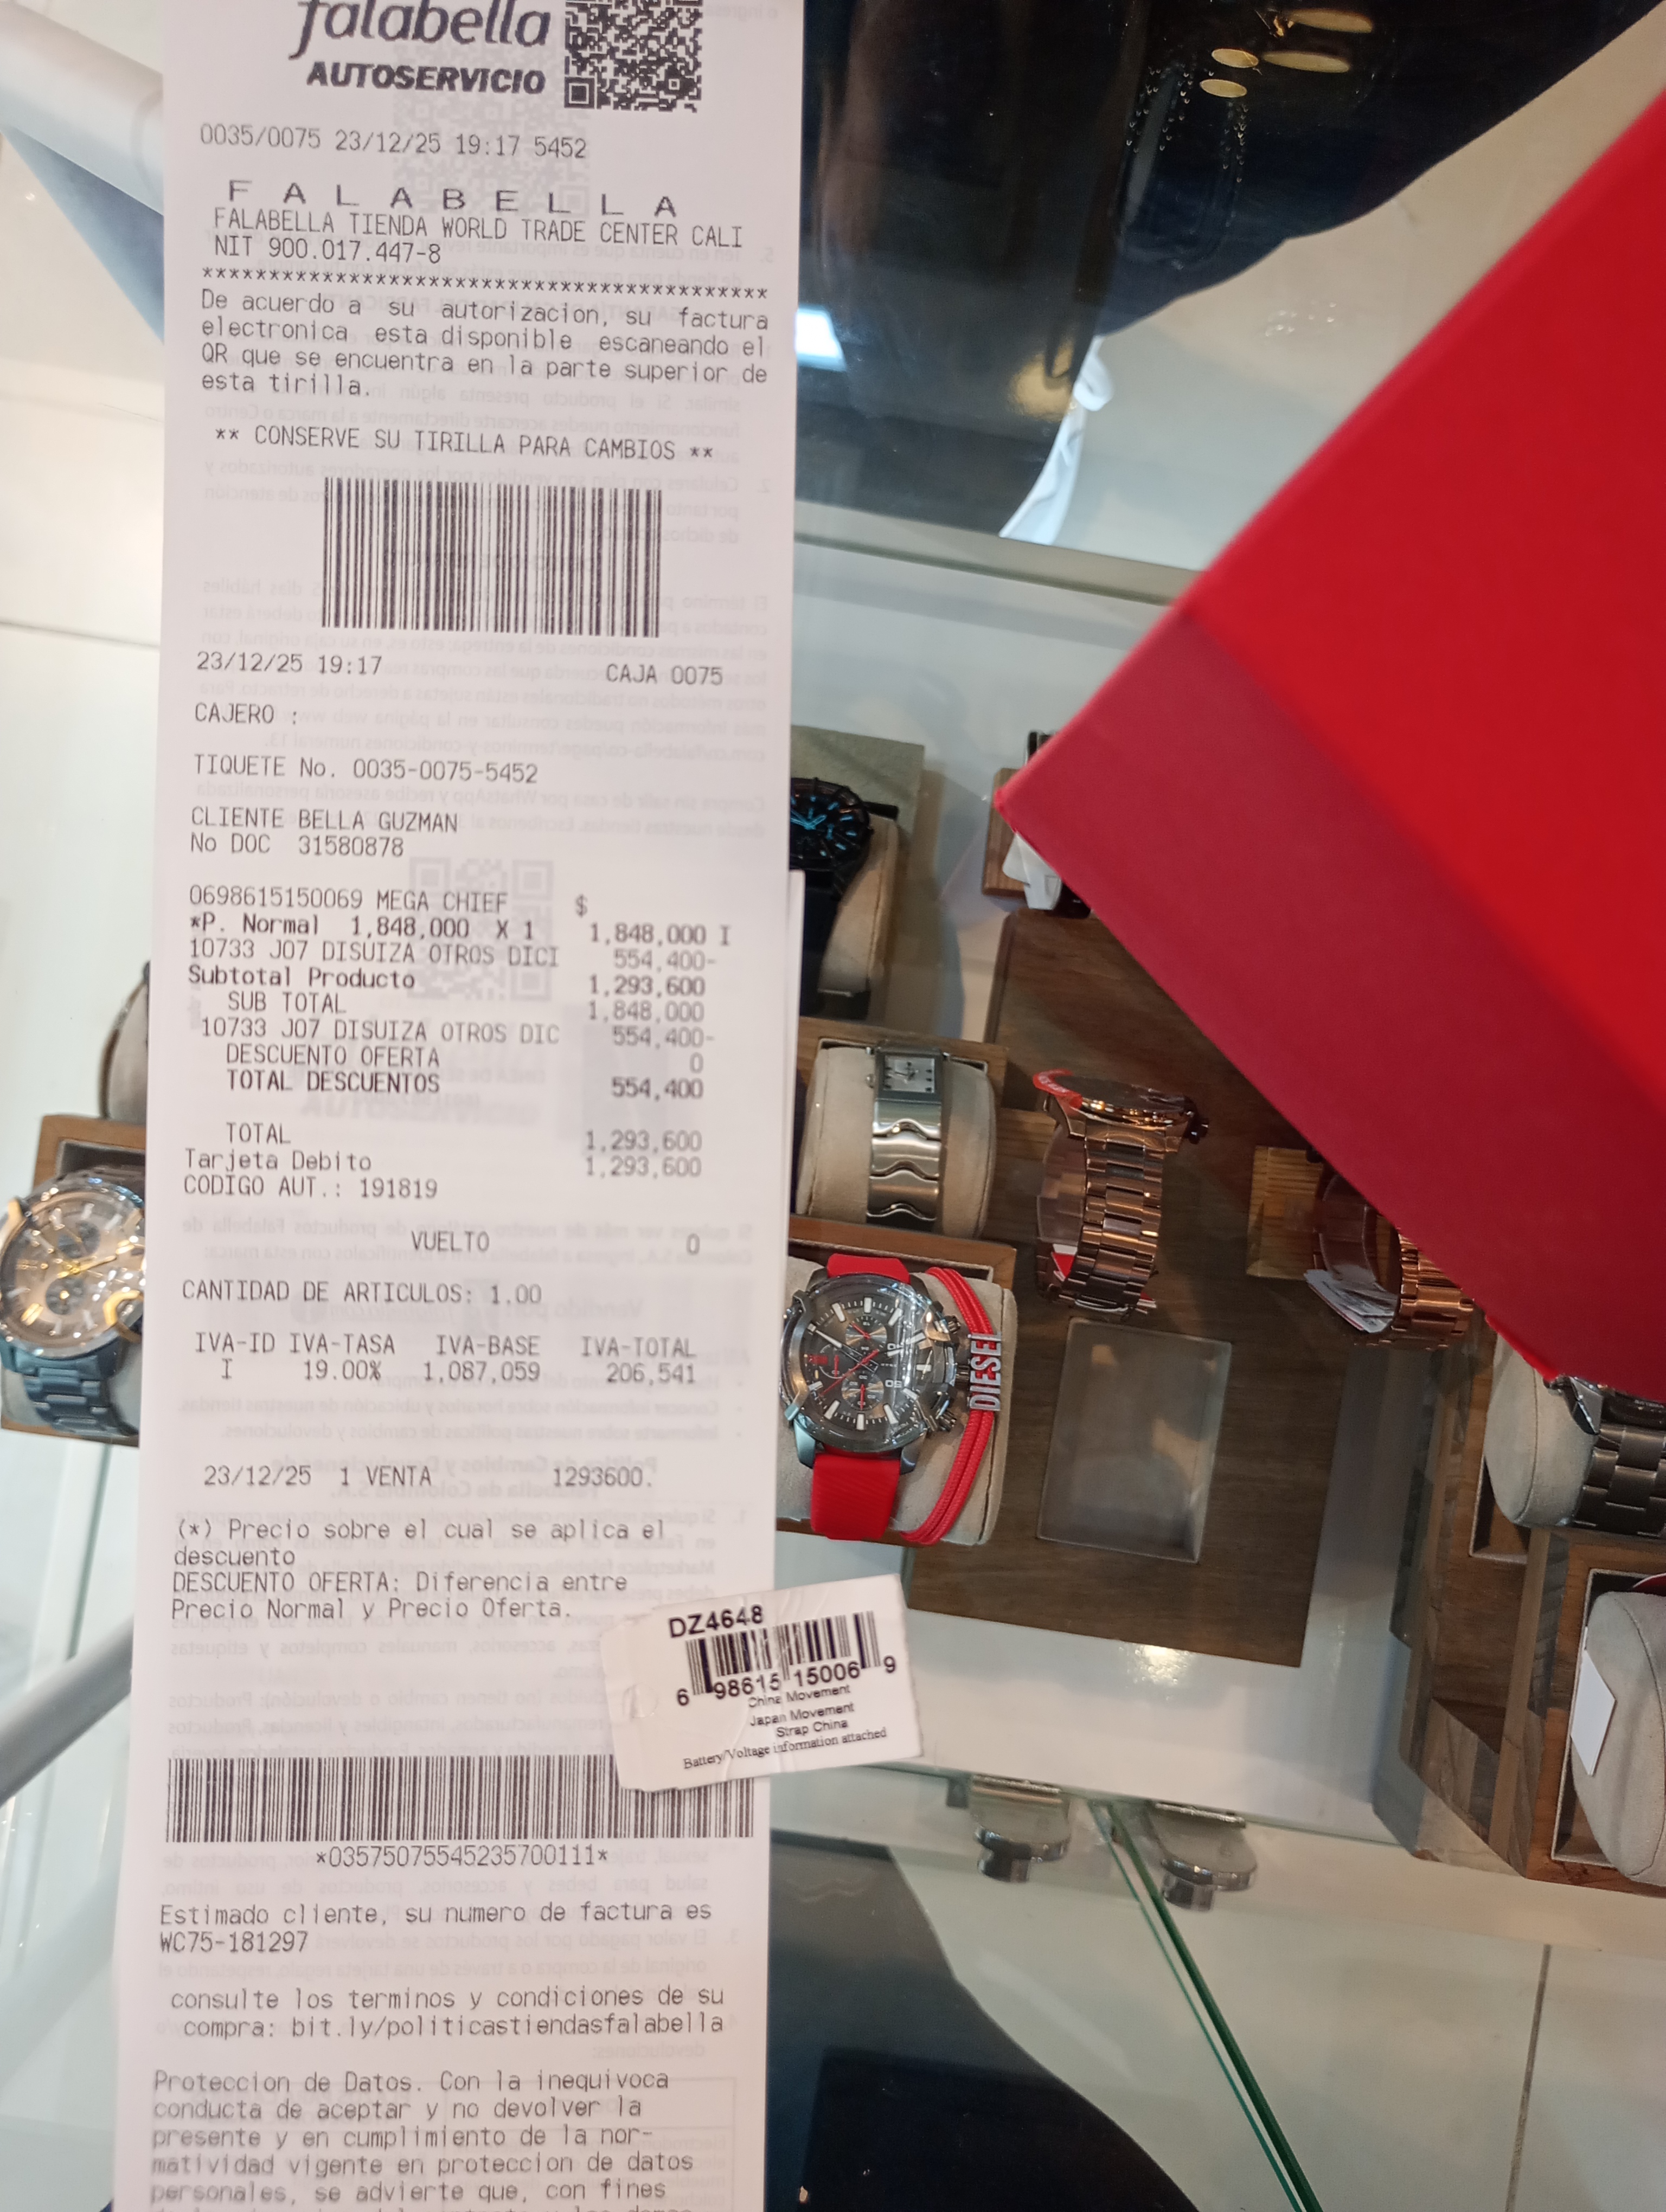 falabella
AUTOSERVICIO
0035/0075 23/12/25 19:17 5452
F A L A B E L L A
FALABELLA TIENDA WORLD TRADE CENTER CALI
NIT 900.017.447-8
*******************************************
De acuerdo a su autorizacion, su factura
electronica esta disponible escaneando el
QR que se encuentra en la parte superior de
esta tirilla.
** CONSERVE SU TIRILLA PARA CAMBIOS **
23/12/25 19:17 CAJA 0075
CAJERO :
TIQUETE No. 0035-0075-5452
CLIENTE BELLA GUZMAN
No DOC 31580878
0698615150069 MEGA CHIEF $
*P. Normal 1,848,000 X 1 1,848,000 I
10733 J07 DISUIZA OTROS DICI 554,400-
Subtotal Producto 1,293,600
SUB TOTAL 1,848,000
10733 J07 DISUIZA OTROS DIC 554,400-
DESCUENTO OFERTA 0
TOTAL DESCUENTOS 554,400
TOTAL 1,293,600
Tarjeta Debito 1,293,600
CODIGO AUT.: 191819
VUELTO 0
CANTIDAD DE ARTICULOS: 1.00
IVA-ID IVA-TASA IVA-BASE IVA-TOTAL
I 19.00% 1,087,059 206,541
23/12/25 1 VENTA 1293600.
(*) Precio sobre el cual se aplica el
descuento
DESCUENTO OFERTA: Diferencia entre
Precio Normal y Precio Oferta.
*03575075545235700111*
Estimado cliente, su numero de factura es
WC75-181297
consulte los terminos y condiciones de su
compra: bit.ly/politicastiendasfalabella
Proteccion de Datos. Con la inequivoca
conducta de aceptar y no devolver la
presente y en cumplimiento de la nor-
matividad vigente en proteccion de datos
personales, se advierte que, con fines
DIESEL
DZ4648
6 98615 15006 9
China Movement
Japan Movement
Strap China
Battery/Voltage information attached